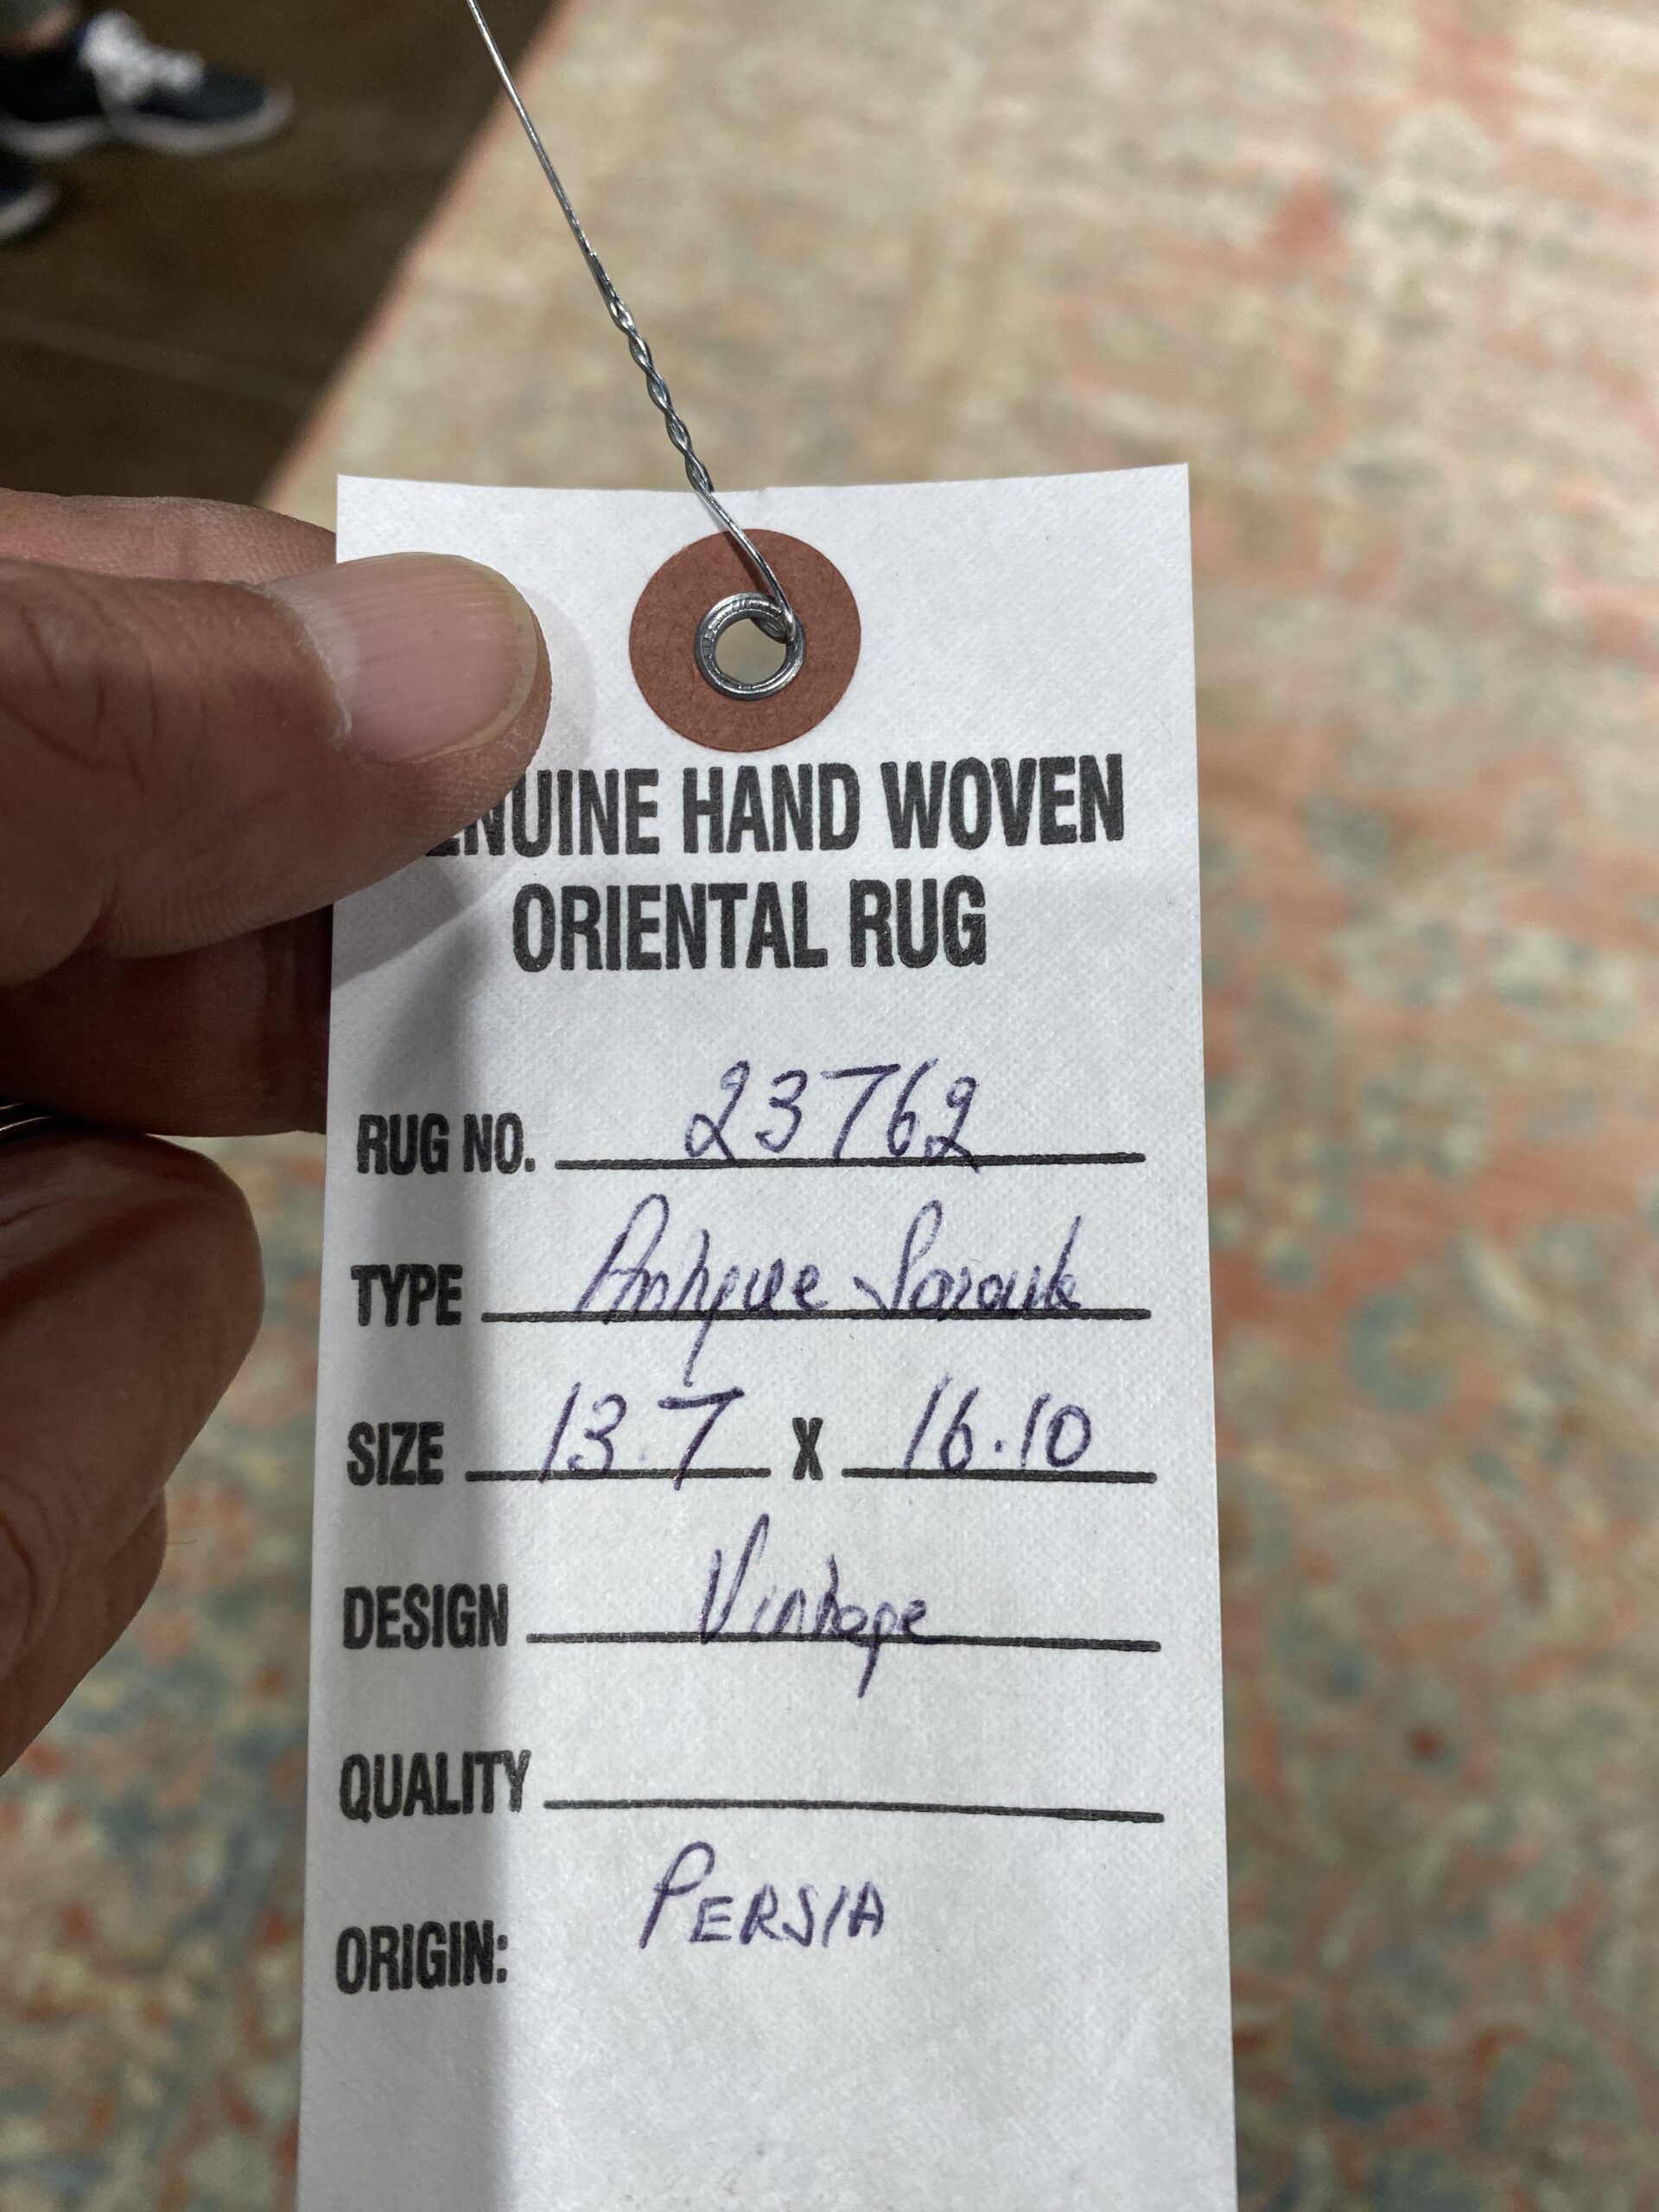 ENUINE HAND WOVEN
ORIENTAL RUG
RUG NO. 23762
TYPE Antique Sarouk
SIZE 13.7 X 16.10
DESIGN Vintage
QUALITY
ORIGIN: PERSIA